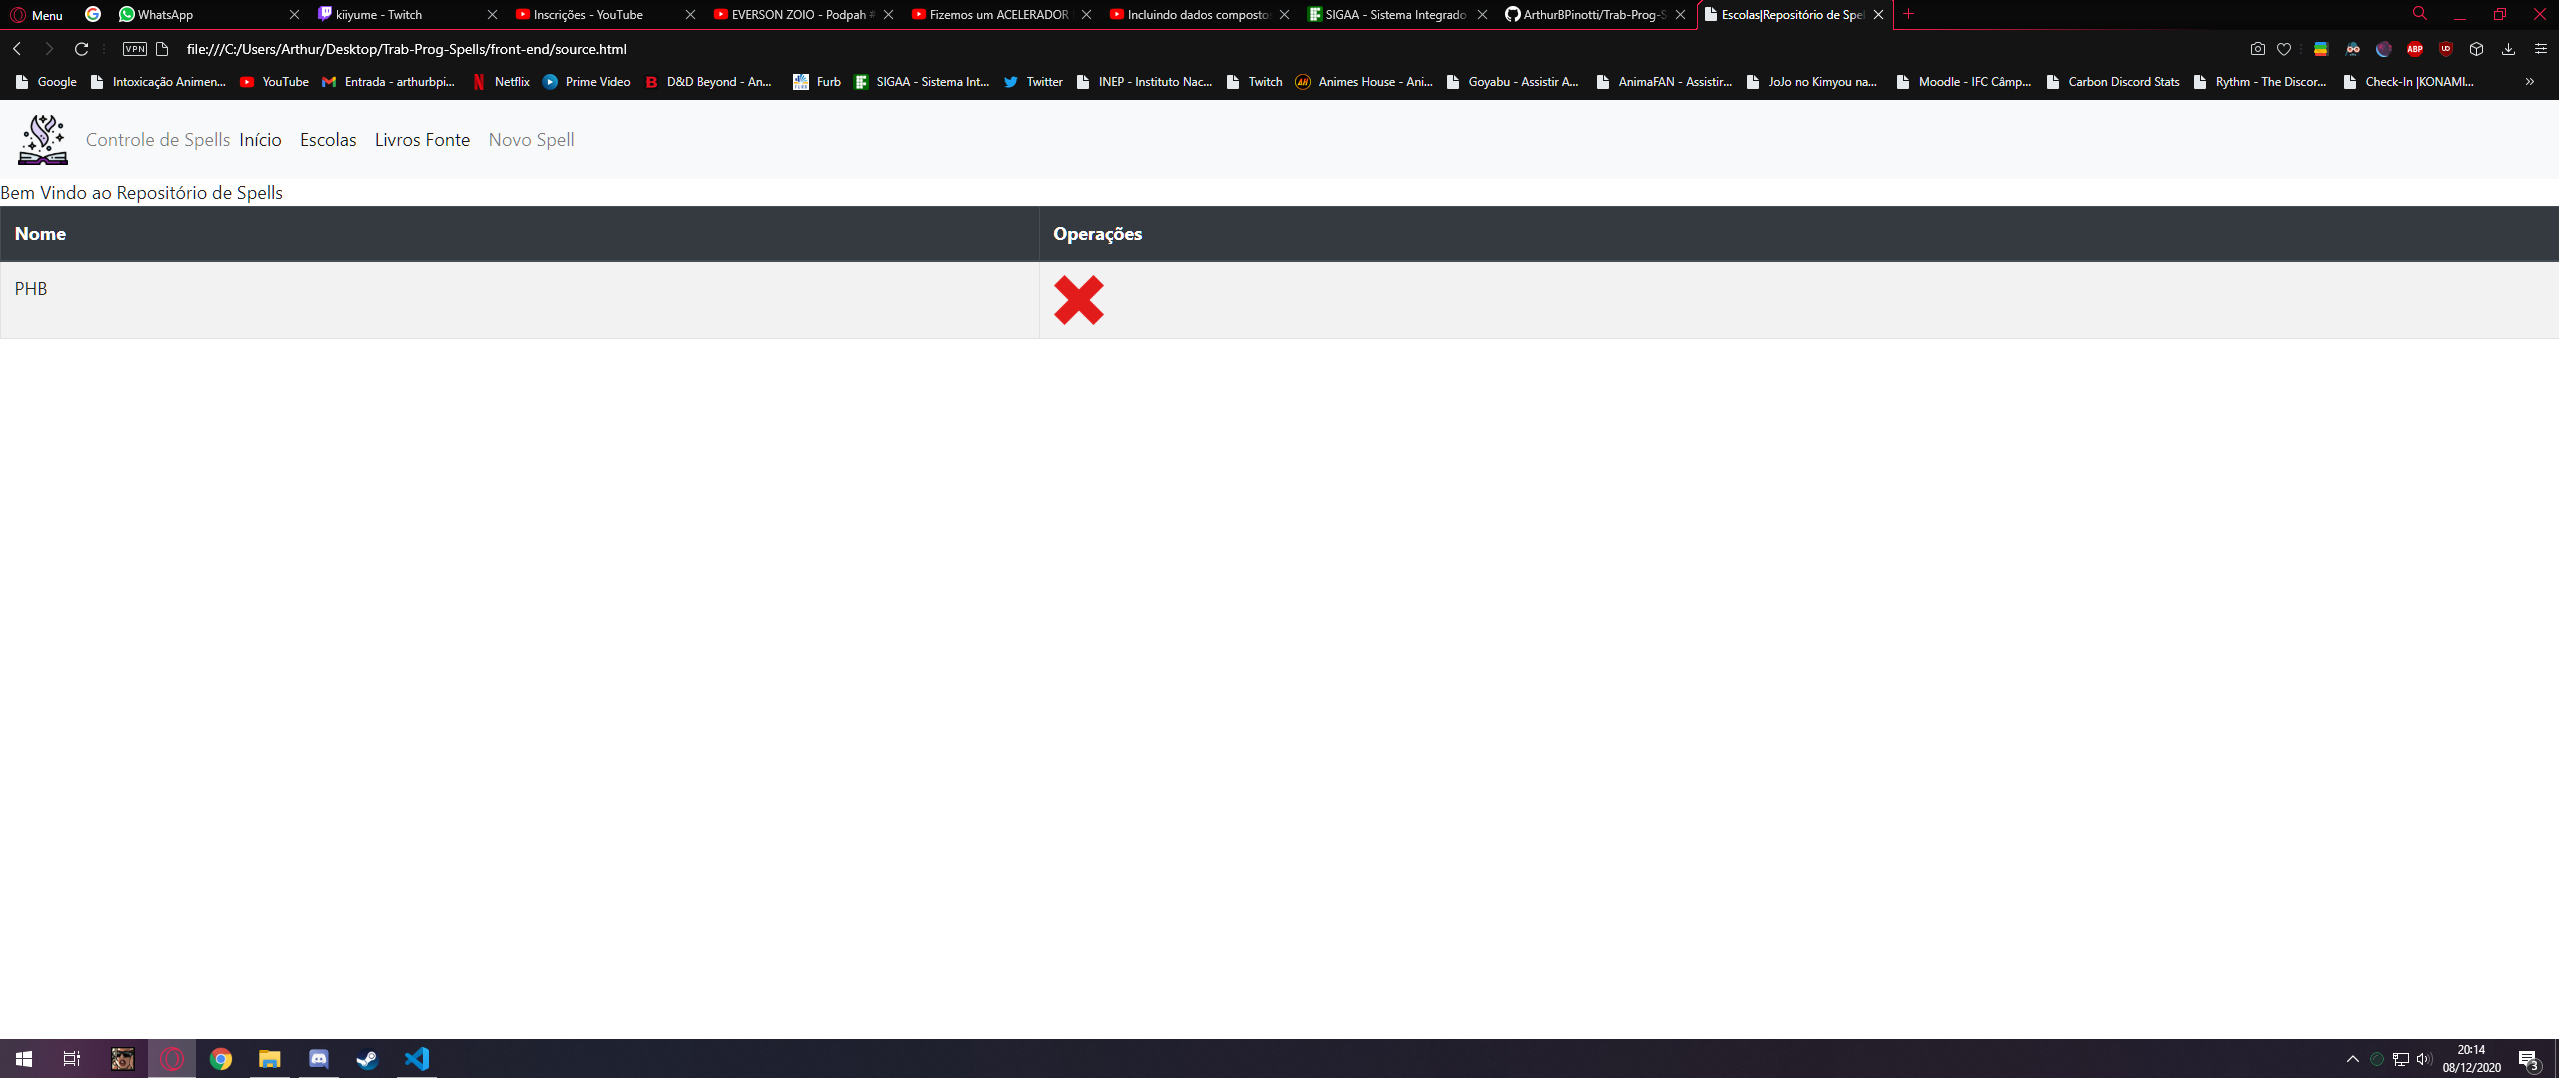 Menu WhatsApp kiiyume - Twitch Inscrições - YouTube EVERSON ZOIO - Podpah # Fizemos um ACELERADOR Incluindo dados composto SIGAA - Sistema Integrado ArthurBPinotti/Trab-Prog-S Escolas|Repositório de Spel
VPN file:///C:/Users/Arthur/Desktop/Trab-Prog-Spells/front-end/source.html ABP
Google Intoxicação Animen... YouTube Entrada - arthurbpi... Netflix Prime Video B D&D Beyond - An... Furb SIGAA - Sistema Int... Twitter INEP - Instituto Nac... Twitch AH Animes House - Ani... Goyabu - Assistir A... AnimaFAN - Assistir... JoJo no Kimyou na... Moodle - IFC Câmp... Carbon Discord Stats Rythm - The Discor... Check-In |KONAMI... »
Controle de Spells Início Escolas Livros Fonte Novo Spell
Bem Vindo ao Repositório de Spells
Nome Operações
PHB
20:14
08/12/2020
3